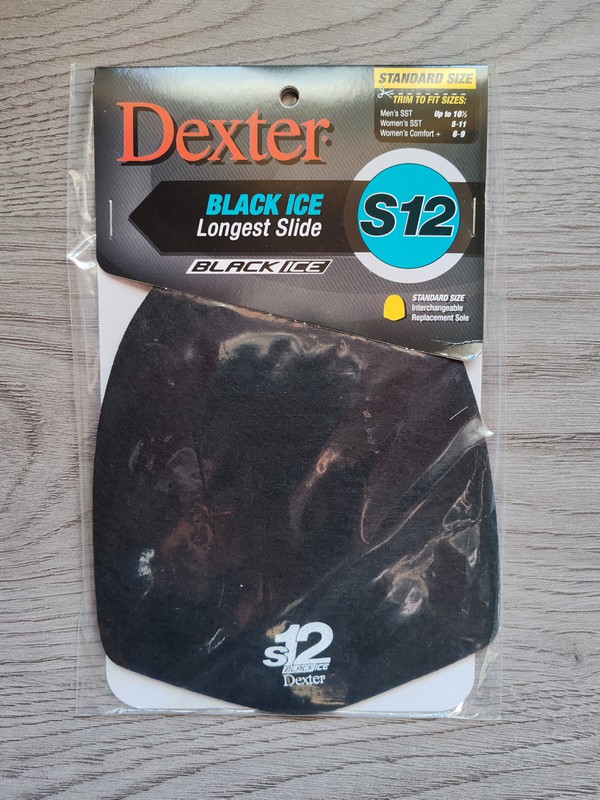 STANDARD SIZE
TRIM TO FIT SIZES:
Men's SST Up to 10½
Women's SST 5-11
Women's Comfort + 6-9
Dexter
BLACK ICE
Longest Slide
S12
BLACK ICE
STANDARD SIZE
Interchangeable
Replacement Sole
S12
BLACK ICE
Dexter